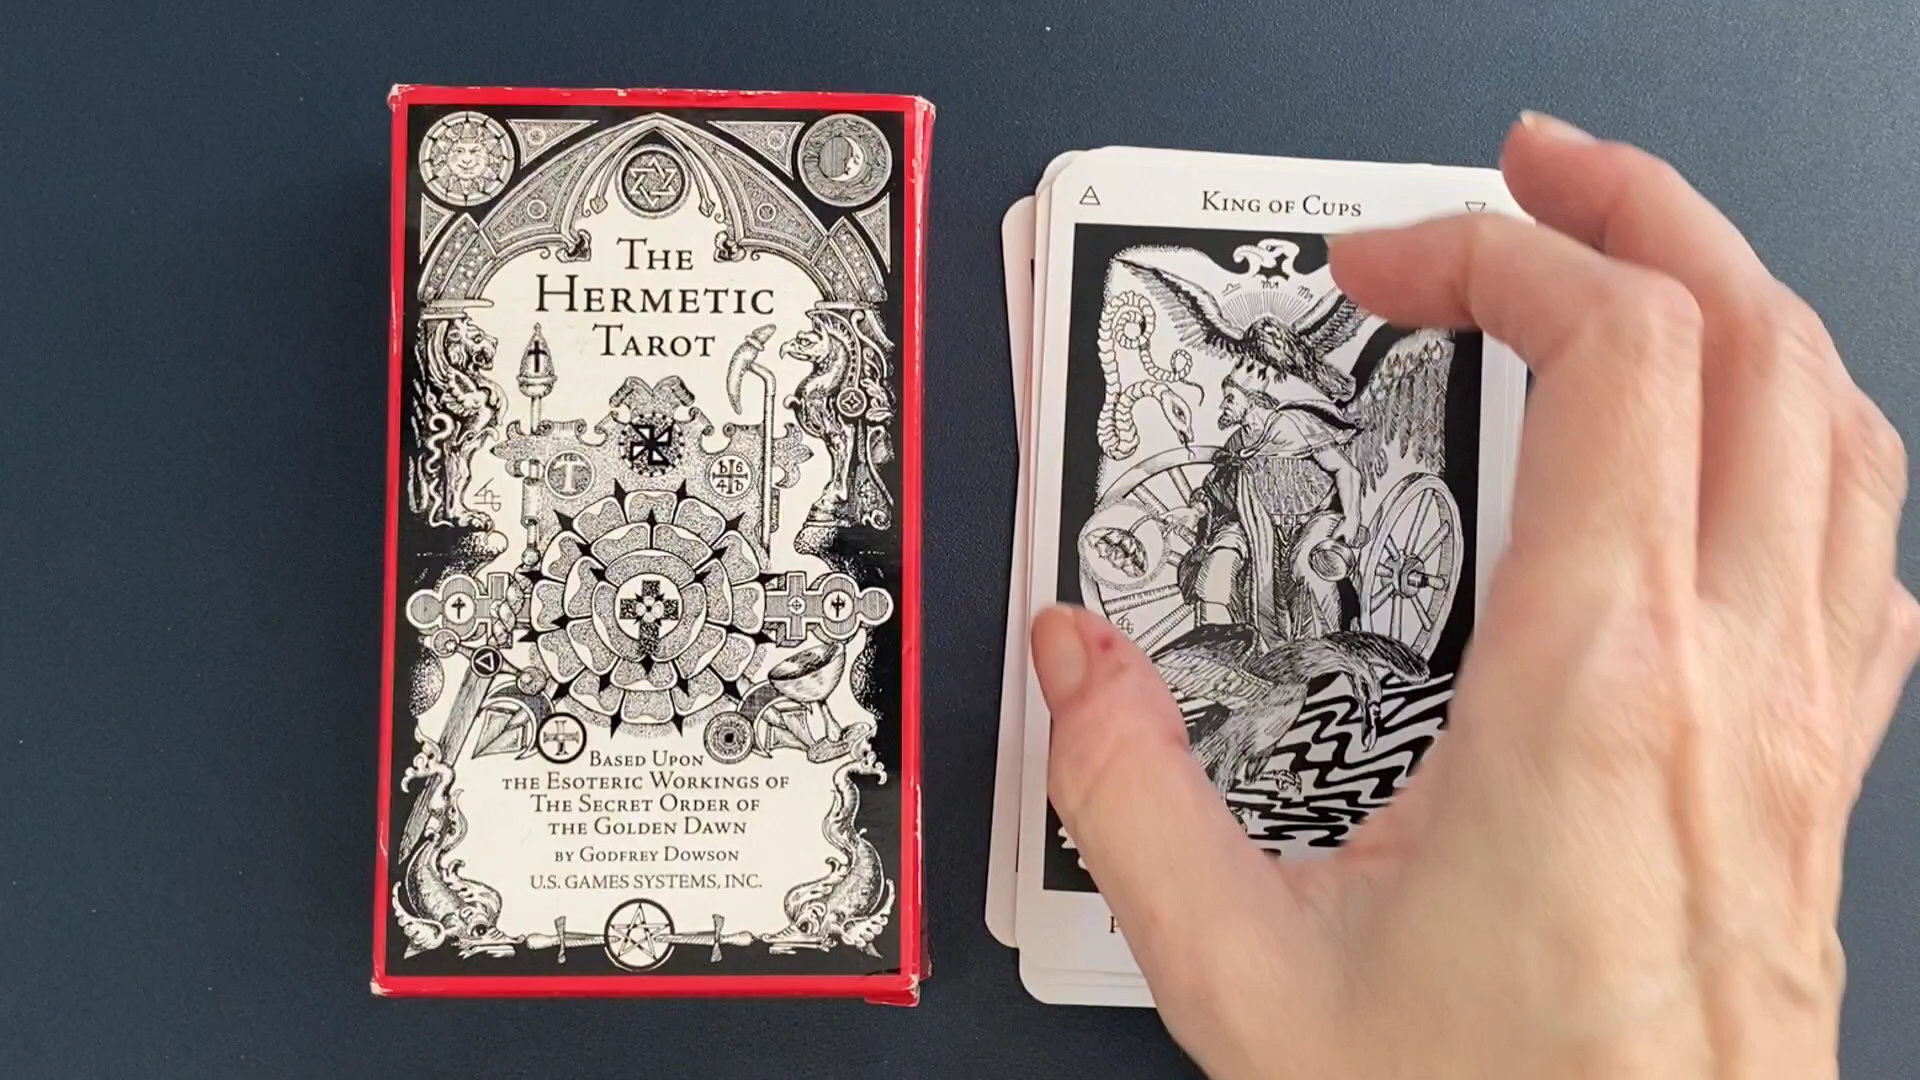 The
Hermetic
Tarot
Based Upon
the Esoteric Workings of
The Secret Order of
the Golden Dawn
by Godfrey Dowson
U.S. GAMES SYSTEMS, INC.
King of Cups